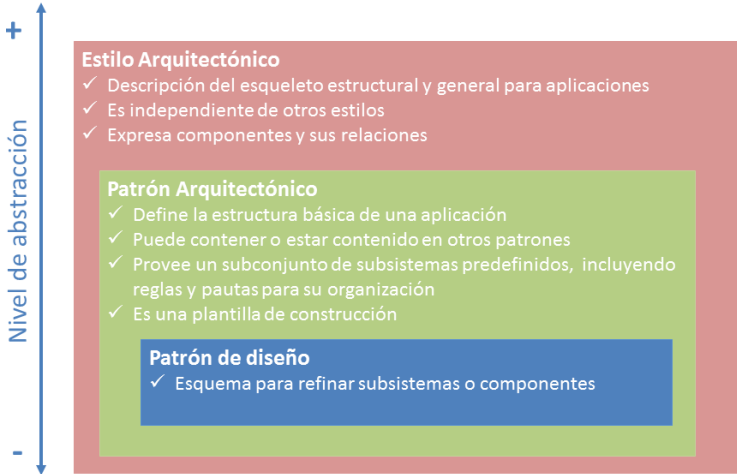 +
Estilo Arquitectónico
✓ Descripción del esqueleto estructural y general para aplicaciones
✓ Es independiente de otros estilos
✓ Expresa componentes y sus relaciones
Nivel de abstracción
Patrón Arquitectónico
✓ Define la estructura básica de una aplicación
✓ Puede contener o estar contenido en otros patrones
✓ Provee un subconjunto de subsistemas predefinidos, incluyendo
reglas y pautas para su organización
✓ Es una plantilla de construcción
Patrón de diseño
✓ Esquema para refinar subsistemas o componentes
-